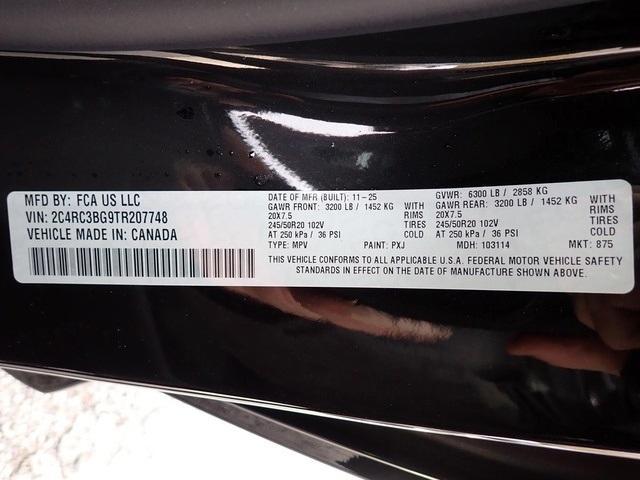 MFD BY: FCA US LLC
VIN: 2C4RC3BG9TR207748
VEHICLE MADE IN: CANADA
DATE OF MFR (BUILT): 11-25
GAWR FRONT: 3200 LB / 1452 KG WITH
20X7.5 RIMS
245/50R20 102V TIRES
AT 250 kPa / 36 PSI COLD
TYPE: MPV PAINT: PXJ
GVWR: 6300 LB / 2858 KG
GAWR REAR: 3200 LB / 1452 KG WITH
20X7.5 RIMS
245/50R20 102V TIRES
AT 250 kPa / 36 PSI COLD
MDH: 103114 MKT: 875
THIS VEHICLE CONFORMS TO ALL APPLICABLE U.S.A. FEDERAL MOTOR VEHICLE SAFETY
STANDARDS IN EFFECT ON THE DATE OF MANUFACTURE SHOWN ABOVE.